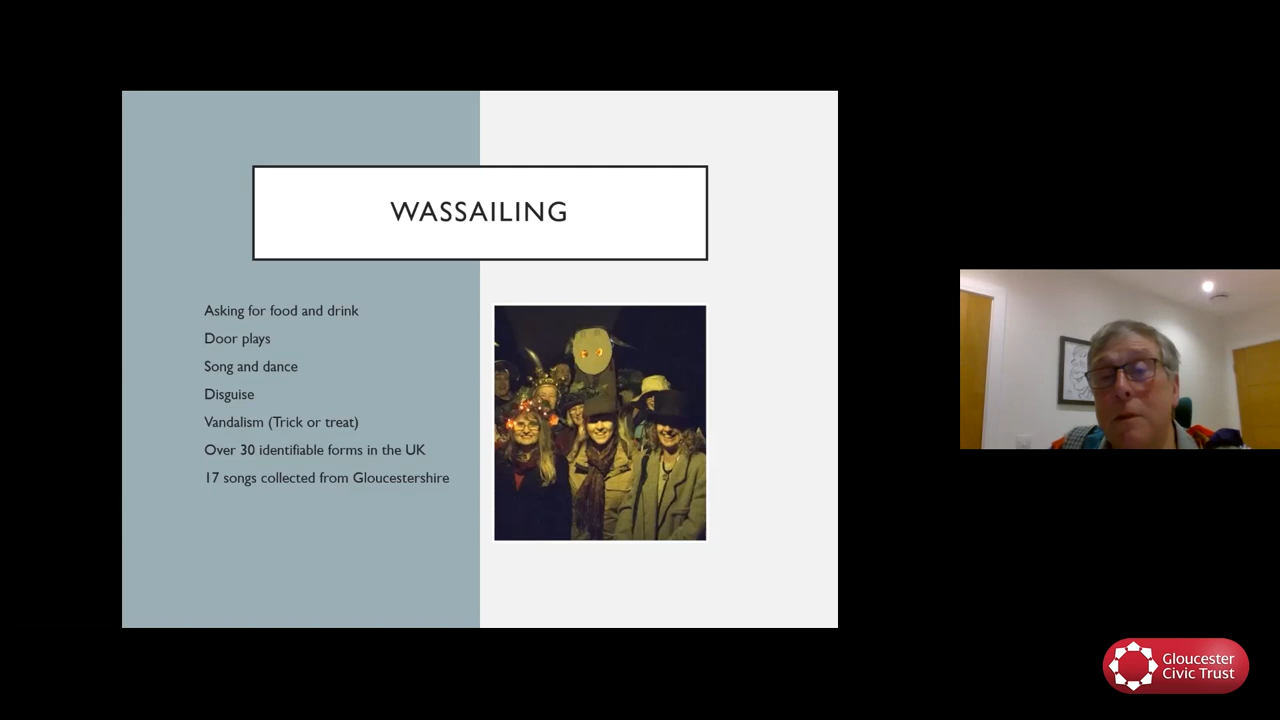 WASSAILING
Asking for food and drink
Door plays
Song and dance
Disguise
Vandalism (Trick or treat)
Over 30 identifiable forms in the UK
17 songs collected from Gloucestershire
Gloucester
Civic Trust